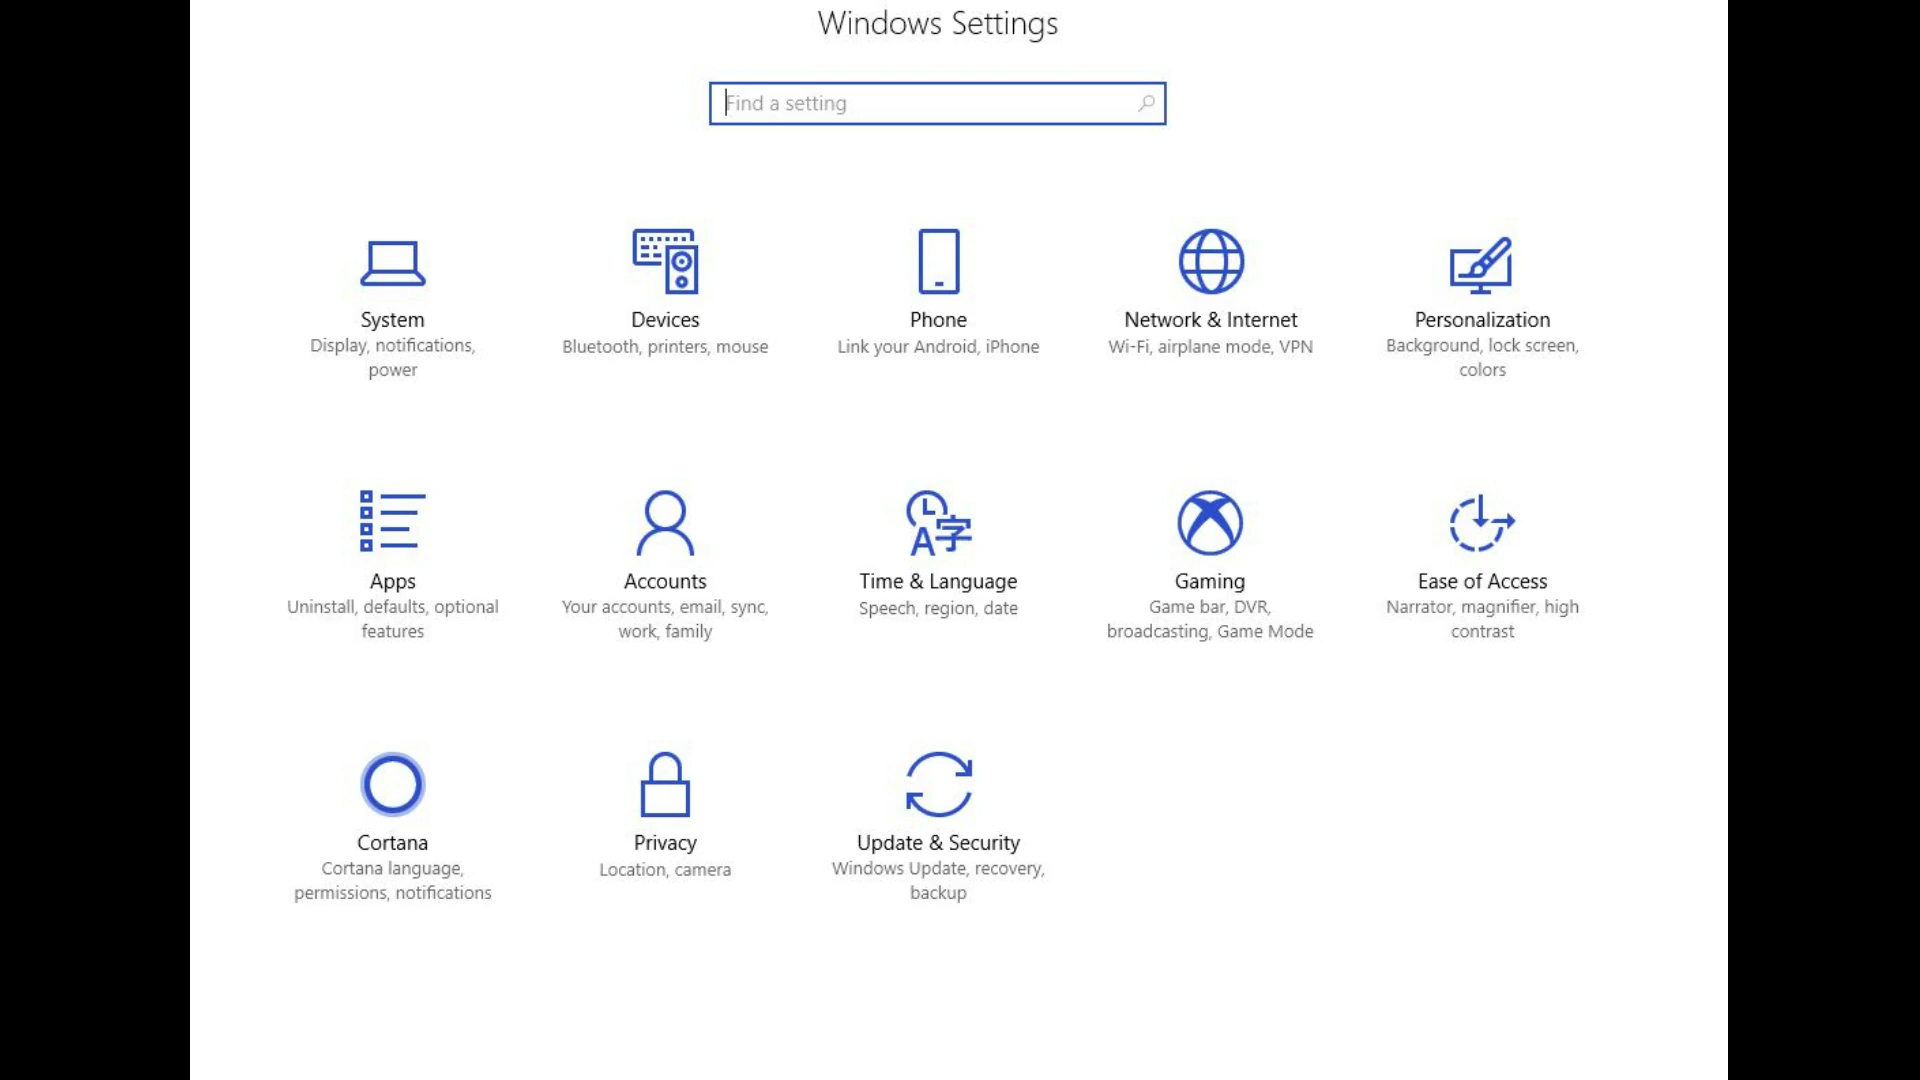 Windows Settings
Find a setting
System
Display, notifications,
power
Devices
Bluetooth, printers, mouse
Phone
Link your Android, iPhone
Network & Internet
Wi-Fi, airplane mode, VPN
Personalization
Background, lock screen,
colors
Apps
Uninstall, defaults, optional
features
Accounts
Your accounts, email, sync,
work, family
Time & Language
Speech, region, date
Gaming
Game bar, DVR,
broadcasting, Game Mode
Ease of Access
Narrator, magnifier, high
contrast
Cortana
Cortana language,
permissions, notifications
Privacy
Location, camera
Update & Security
Windows Update, recovery,
backup